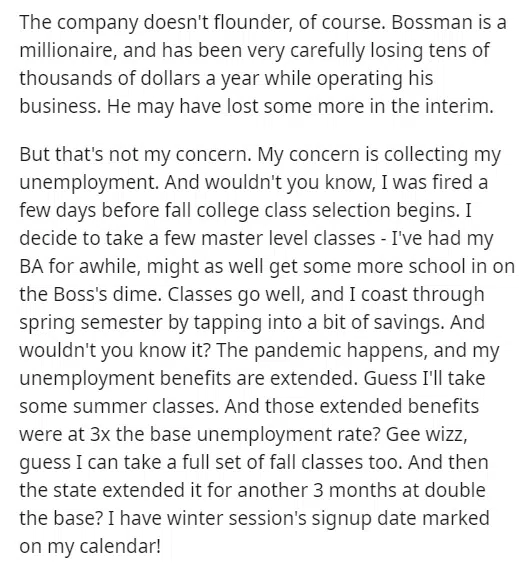 The company doesn't flounder, of course. Bossman is a
millionaire, and has been very carefully losing tens of
thousands of dollars a year while operating his
business. He may have lost some more in the interim.
But that's not my concern. My concern is collecting my
unemployment. And wouldn't you know, I was fired a
few days before fall college class selection begins. I
decide to take a few master level classes - I've had my
BA for awhile, might as well get some more school in on
the Boss's dime. Classes go well, and I coast through
spring semester by tapping into a bit of savings. And
wouldn't you know it? The pandemic happens, and my
unemployment benefits are extended. Guess I'll take
some summer classes. And those extended benefits
were at 3x the base unemployment rate? Gee wizz,
guess I can take a full set of fall classes too. And then
the state extended it for another 3 months at double
the base? I have winter session's signup date marked
on my calendar!